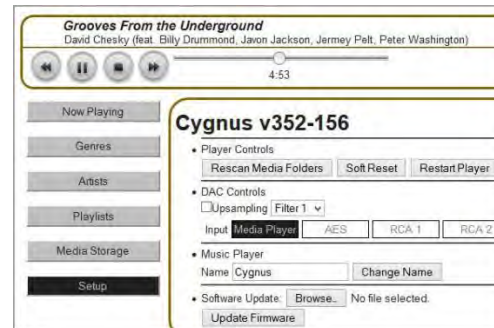 Grooves From the Underground
David Chesky (feat. Billy Drummond, Javon Jackson, Jermey Pelt, Peter Washington)
4:53
Now Playing
Genres
Artists
Playlists
Media Storage
Setup
Cygnus v352-156
• Player Controls
Rescan Media Folders Soft Reset Restart Player
• DAC Controls
Upsampling Filter 1
Input Media Player AES RCA 1 RCA 2
• Music Player
Name Cygnus Change Name
• Software Update: Browse.. No file selected.
Update Firmware